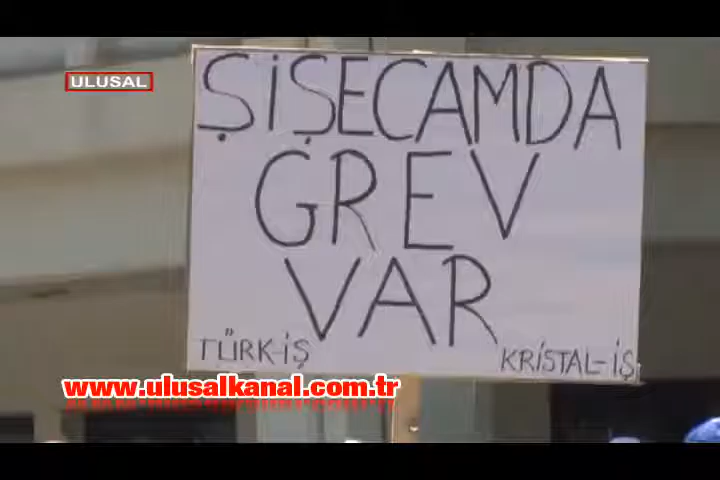 ULUSAL
ŞİŞECAMDA
GREV
VAR
TÜRK-İŞ
KRİSTAL-İŞ
www.ulusalkanal.com.tr